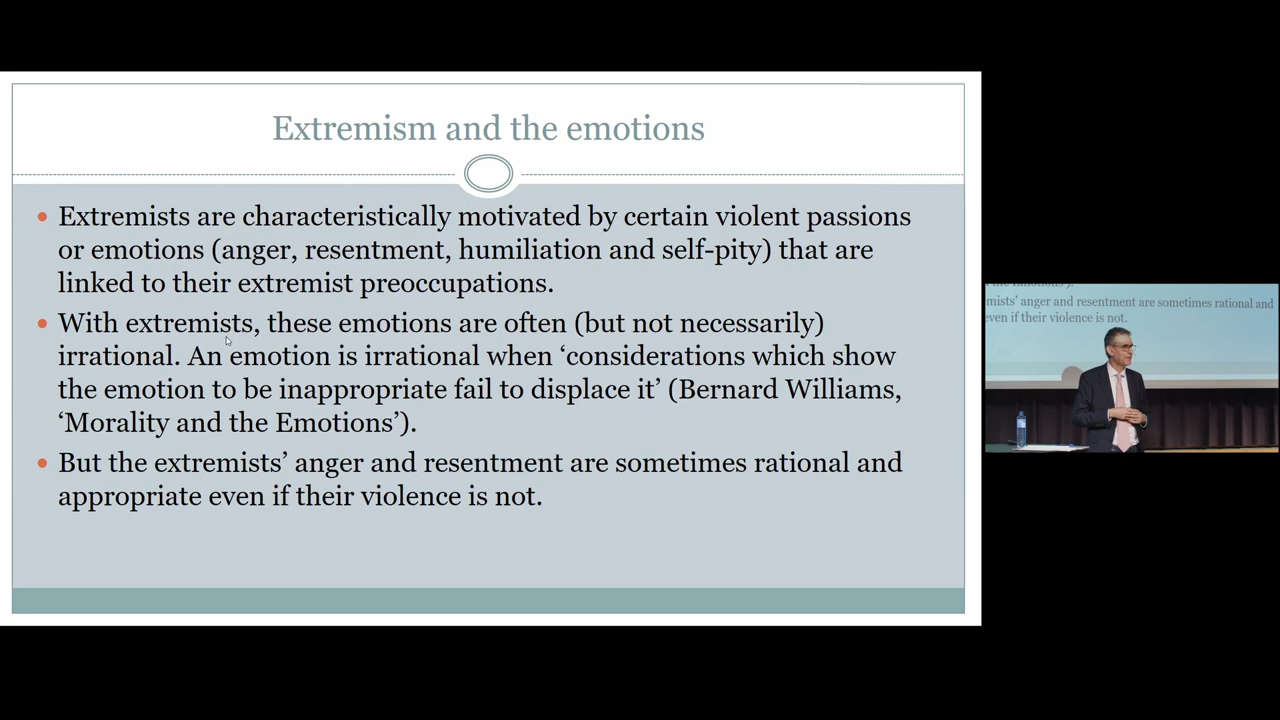 Extremism and the emotions
Extremists are characteristically motivated by certain violent passions
or emotions (anger, resentment, humiliation and self-pity) that are
linked to their extremist preoccupations.
With extremists, these emotions are often (but not necessarily)
irrational. An emotion is irrational when ‘considerations which show
the emotion to be inappropriate fail to displace it’ (Bernard Williams,
‘Morality and the Emotions’).
But the extremists’ anger and resentment are sometimes rational and
appropriate even if their violence is not.
mists’ anger and resentment are sometimes rational and
even if their violence is not.